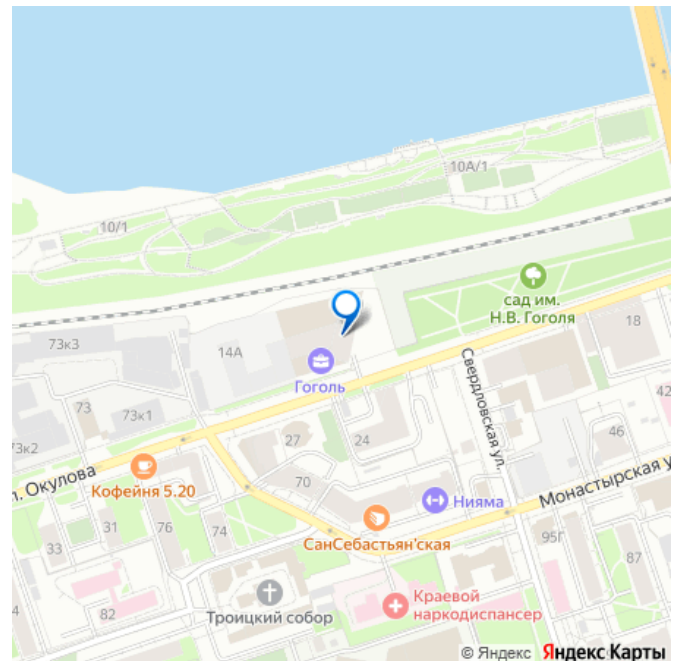 10А/1
10/1
сад им.
Н.В. Гоголя
18
73к3
14А
Гоголь
Свердловская ул.
42
73
73к1
73к2
27
24
46
л. Окулова
Кофейня 5.20
70
Нияма
Монастырская у
31
76
74
СанСебастьян'ская
95Г
33
87
4
82
Троицкий собор
Краевой
наркодиспансер
© Яндекс Яндекс Карты